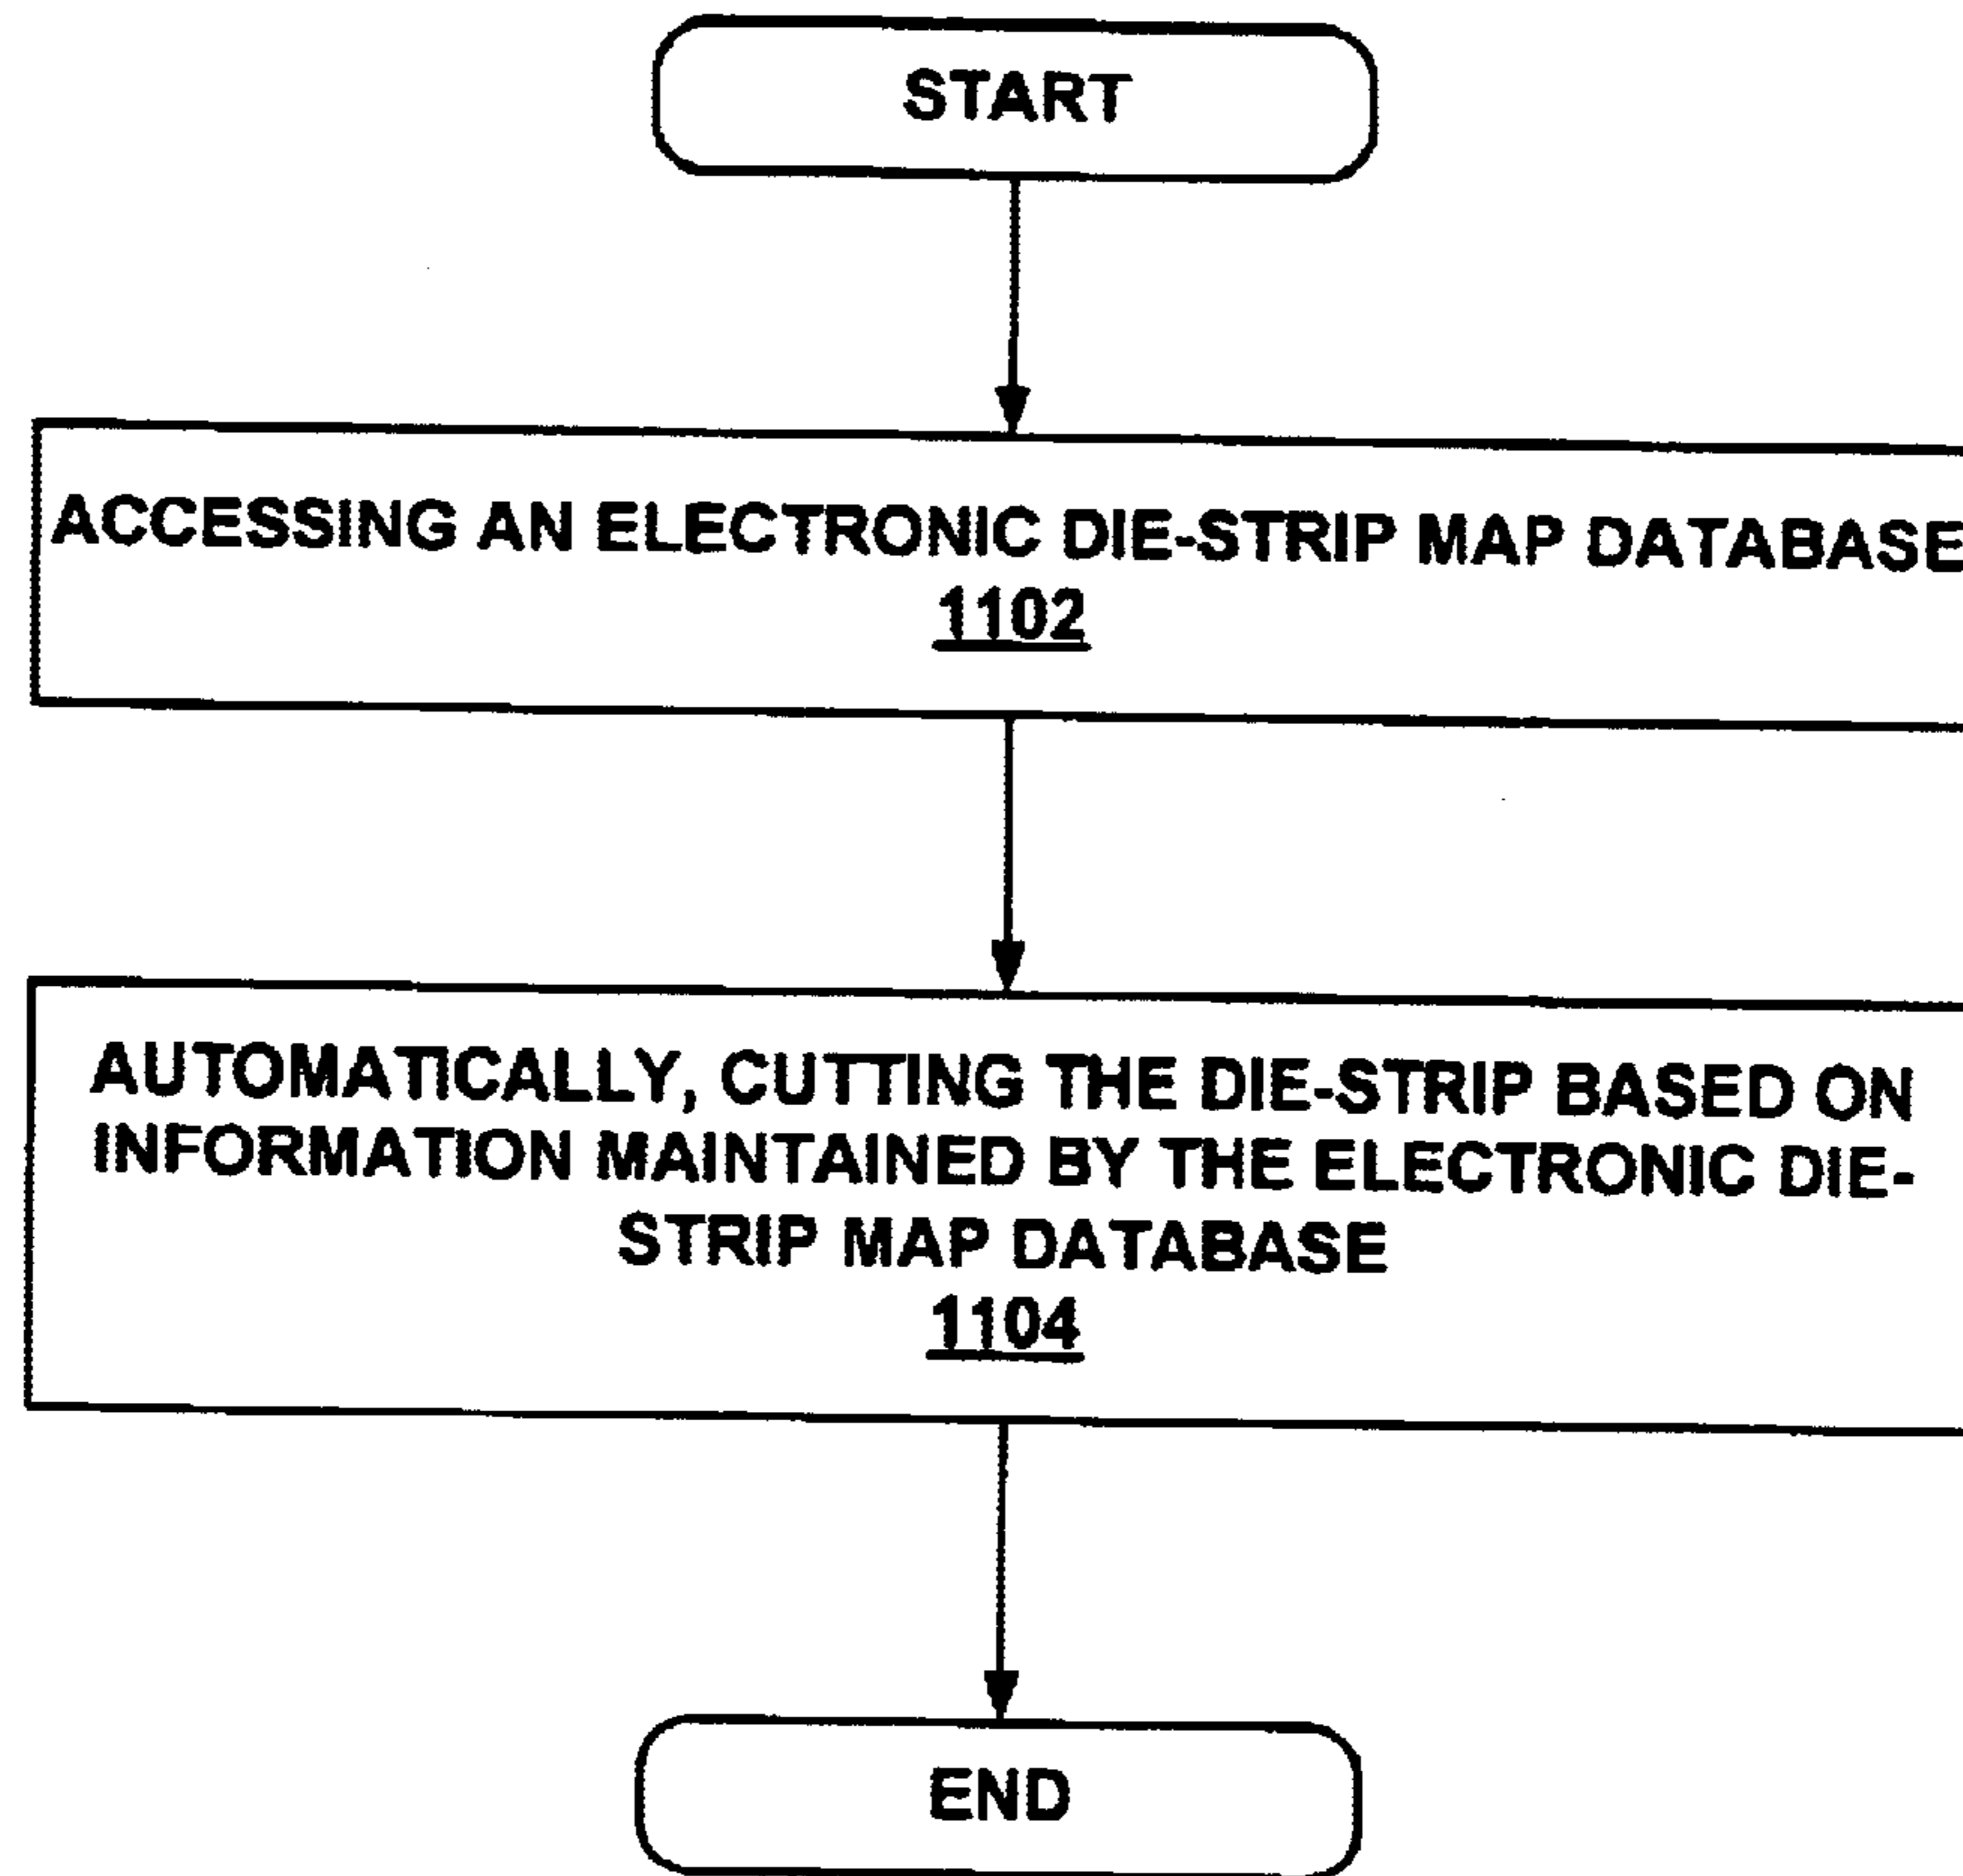 START
ACCESSING AN ELECTRONIC DIE-STRIP MAP DATABASE
1102
AUTOMATICALLY, CUTTING THE DIE-STRIP BASED ON
INFORMATION MAINTAINED BY THE ELECTRONIC DIE-
STRIP MAP DATABASE
1104
END